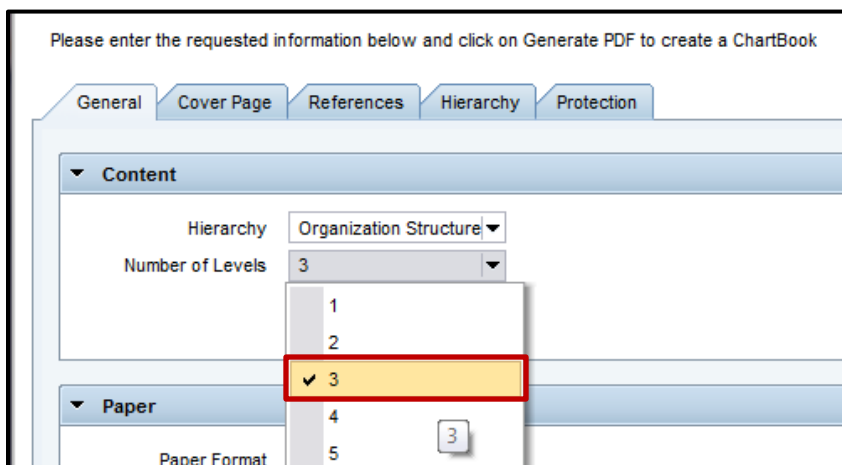 Please enter the requested information below and click on Generate PDF to create a ChartBook
General Cover Page References Hierarchy Protection
Content
Hierarchy Organization Structure
Number of Levels 3
1
2
3
Paper
4
3
Paper Format
5